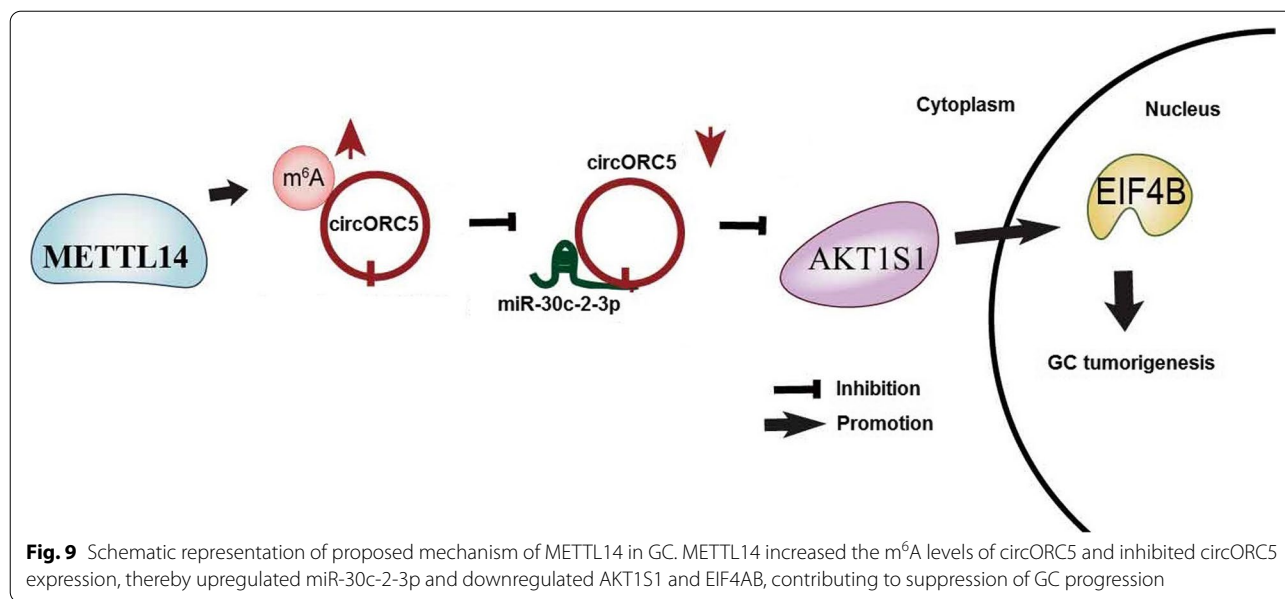 Cytoplasm
Nucleus
m⁶A
circORC5
circORC5
METTL14
miR-30c-2-3p
AKT1S1
EIF4B
GC tumorigenesis
Inhibition
Promotion
Fig. 9 Schematic representation of proposed mechanism of METTL14 in GC. METTL14 increased the m⁶A levels of circORC5 and inhibited circORC5
expression, thereby upregulated miR-30c-2-3p and downregulated AKT1S1 and EIF4AB, contributing to suppression of GC progression